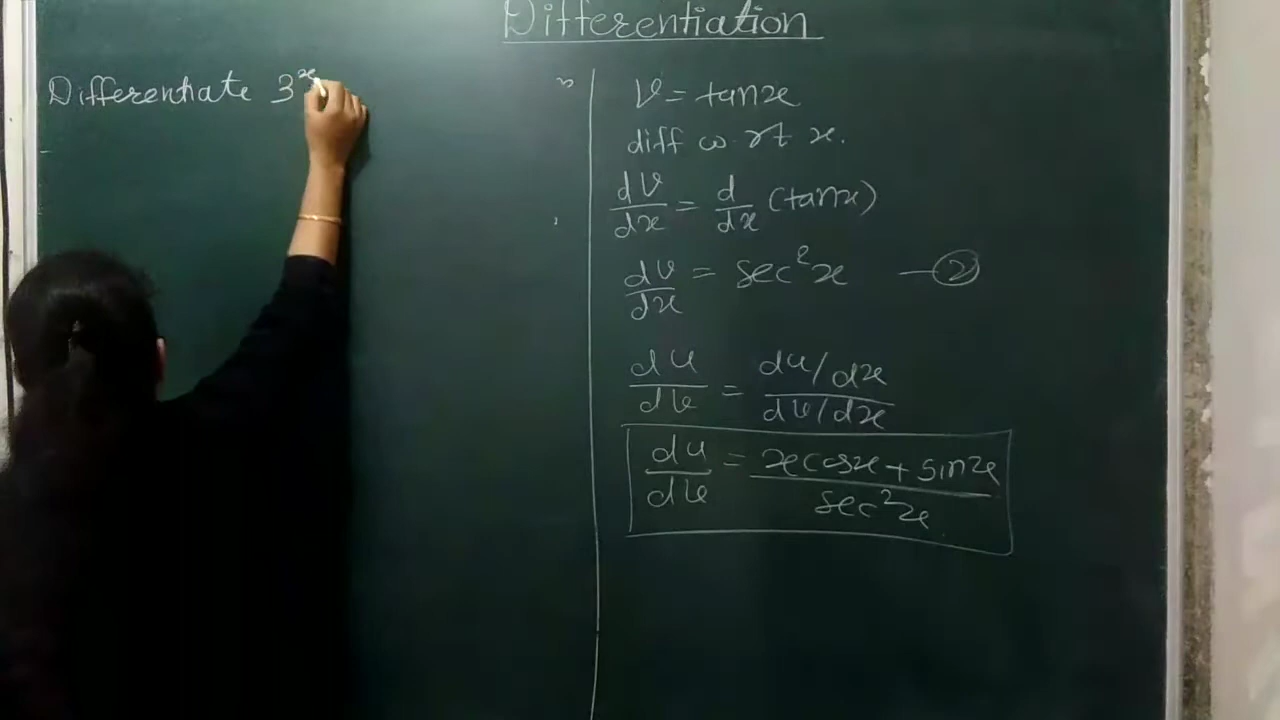 Differentiation
Differentiate 3^x
v = tanx
diff w.r.t x.
dv/dx = d/dx (tanx)
dv/dx = sec²x — ②
du/dv = du/dx / dv/dx
du/dv = xcosx + sinx / sec²x